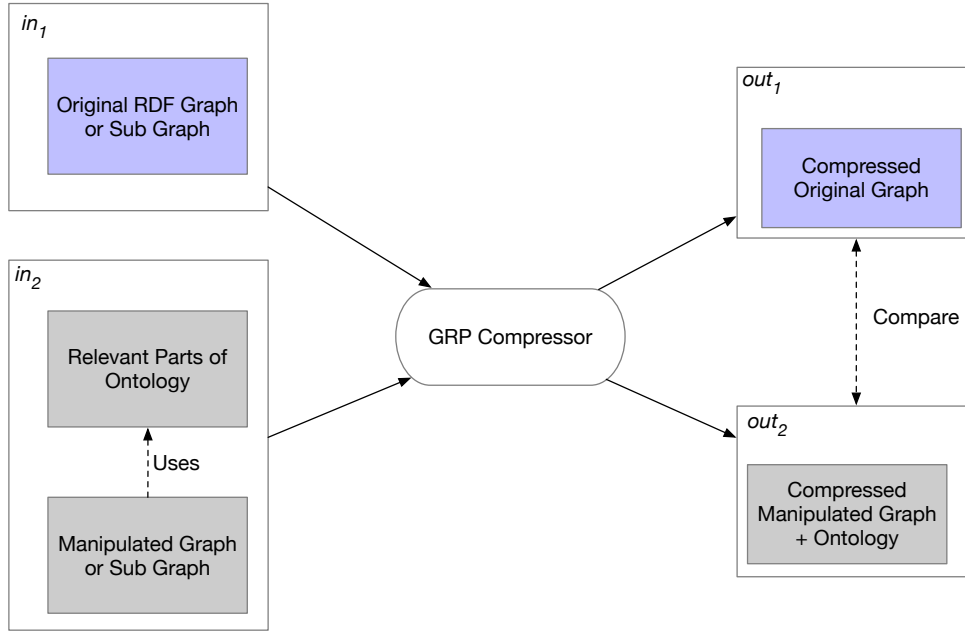 in1
Original RDF Graph
or Sub Graph
in2
Relevant Parts of
Ontology
Uses
Manipulated Graph
or Sub Graph
GRP Compressor
out1
Compressed
Original Graph
Compare
out2
Compressed
Manipulated Graph
+ Ontology